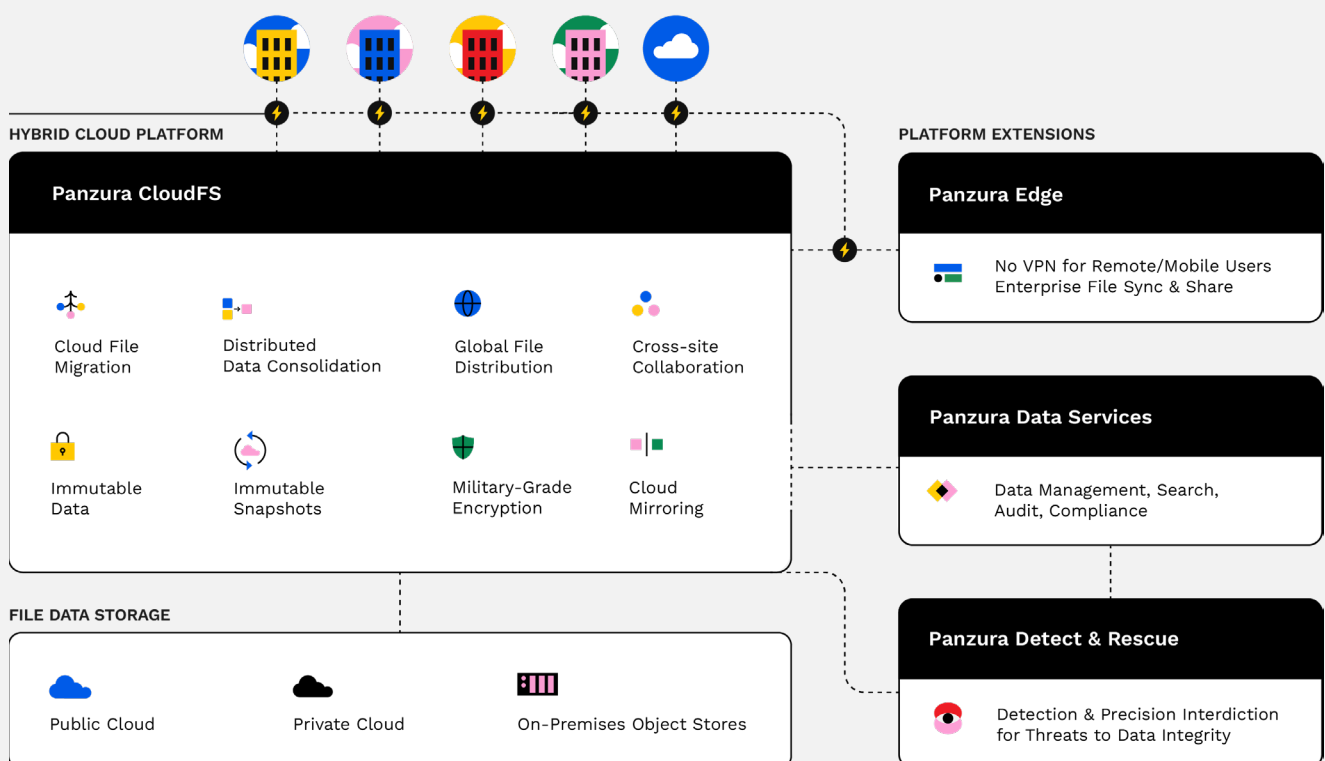 HYBRID CLOUD PLATFORM
Panzura CloudFS
Cloud File
Migration
Distributed
Data Consolidation
Global File
Distribution
Cross-site
Collaboration
Immutable
Data
Immutable
Snapshots
Military-Grade
Encryption
Cloud
Mirroring
FILE DATA STORAGE
Public Cloud
Private Cloud
On-Premises Object Stores
PLATFORM EXTENSIONS
Panzura Edge
No VPN for Remote/Mobile Users
Enterprise File Sync & Share
Panzura Data Services
Data Management, Search,
Audit, Compliance
Panzura Detect & Rescue
Detection & Precision Interdiction
for Threats to Data Integrity